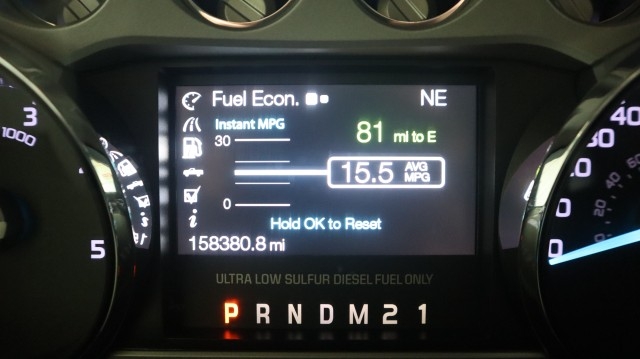 Fuel Econ. NE
Instant MPG
81 mi to E
30
15.5 AVG MPG
0
Hold OK to Reset
158380.8 mi
ULTRA LOW SULFUR DIESEL FUEL ONLY
P R N D M 2 1
3
1000
5
40
0